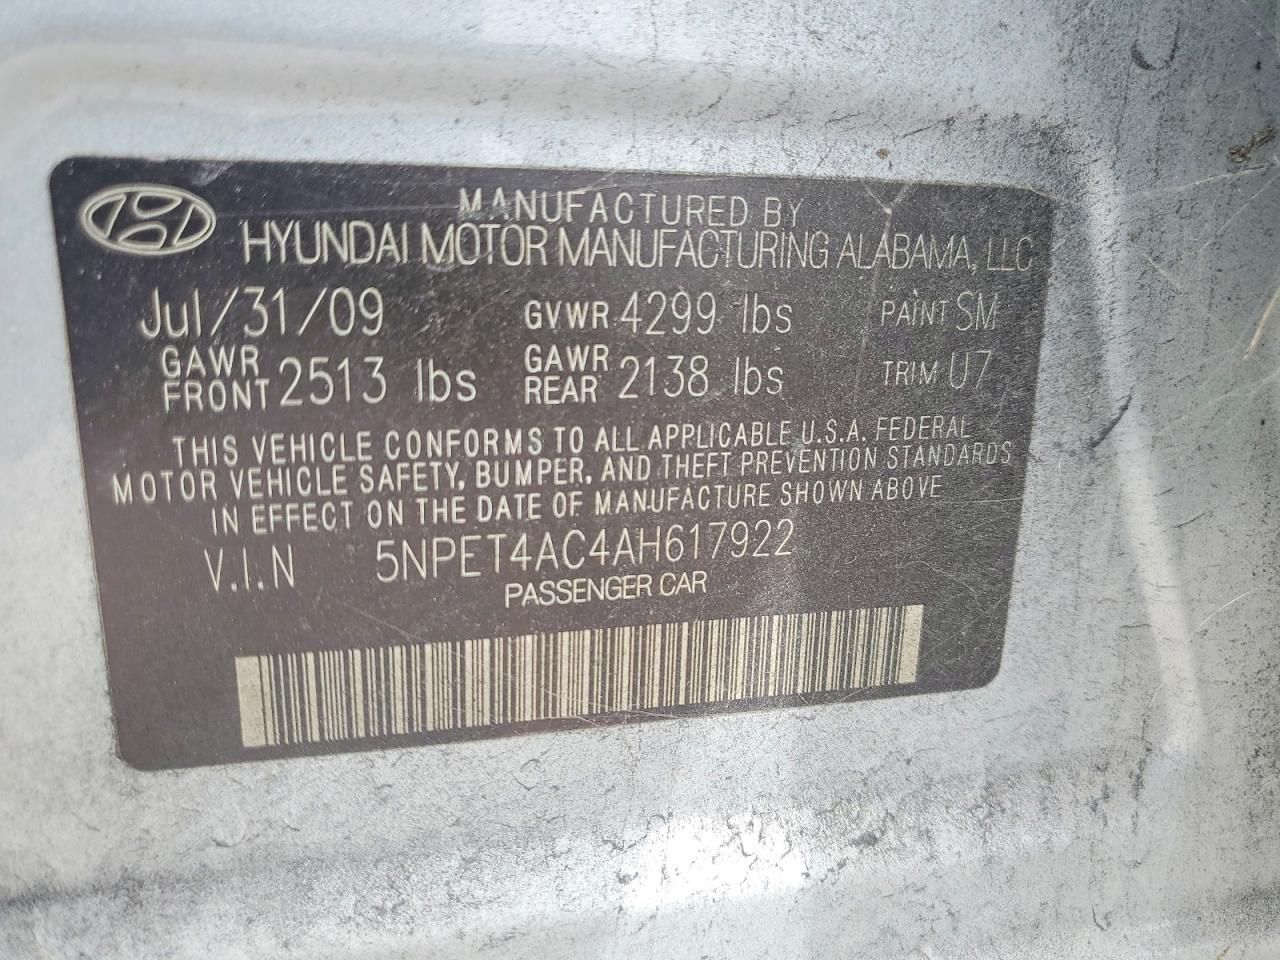 MANUFACTURED BY
HYUNDAI MOTOR MANUFACTURING ALABAMA, LLC
Jul/31/09 GVWR 4299 lbs PAINT SM
GAWR FRONT 2513 lbs GAWR REAR 2138 lbs TRIM U7
THIS VEHICLE CONFORMS TO ALL APPLICABLE U.S.A. FEDERAL
MOTOR VEHICLE SAFETY, BUMPER, AND THEFT PREVENTION STANDARDS
IN EFFECT ON THE DATE OF MANUFACTURE SHOWN ABOVE
V.I.N 5NPET4AC4AH617922
PASSENGER CAR